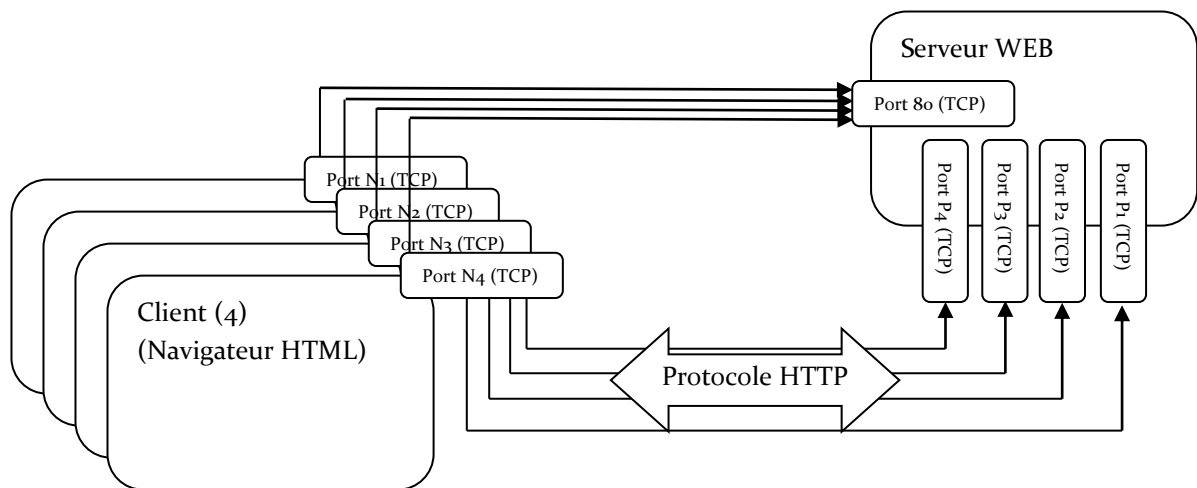 Serveur WEB
Port 80 (TCP)
Port N1 (TCP)
Port N2 (TCP)
Port N3 (TCP)
Port N4 (TCP)
Port P4 (TCP)
Port P3 (TCP)
Port P2 (TCP)
Port P1 (TCP)
Client (4)
(Navigateur HTML)
Protocole HTTP